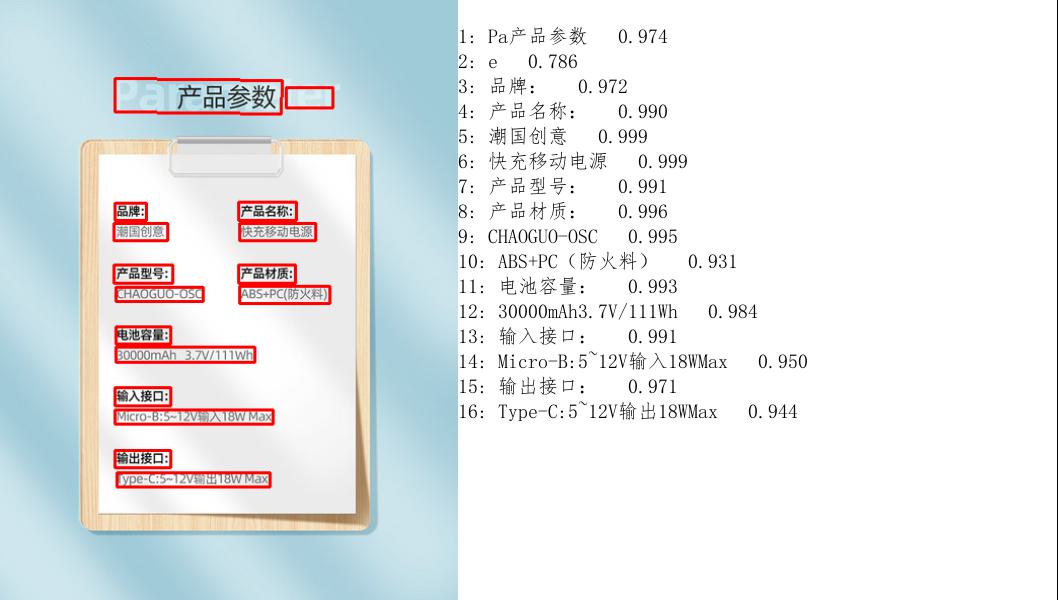 Parameter
产品参数
品牌: 产品名称:
潮国创意 快充移动电源
产品型号: 产品材质:
CHAOGUO-OSC ABS+PC(防火料)
电池容量:
30000mAh 3.7V/111Wh
输入接口:
Micro-B:5~12V输入18W Max
输出接口:
Type-C:5~12V输出18W Max
1: Pa产品参数 0.974
2: e 0.786
3: 品牌： 0.972
4: 产品名称： 0.990
5: 潮国创意 0.999
6: 快充移动电源 0.999
7: 产品型号： 0.991
8: 产品材质： 0.996
9: CHAOGUO-OSC 0.995
10: ABS+PC（防火料） 0.931
11: 电池容量： 0.993
12: 30000mAh3.7V/111Wh 0.984
13: 输入接口： 0.991
14: Micro-B:5~12V输入18WMax 0.950
15: 输出接口： 0.971
16: Type-C:5~12V输出18WMax 0.944